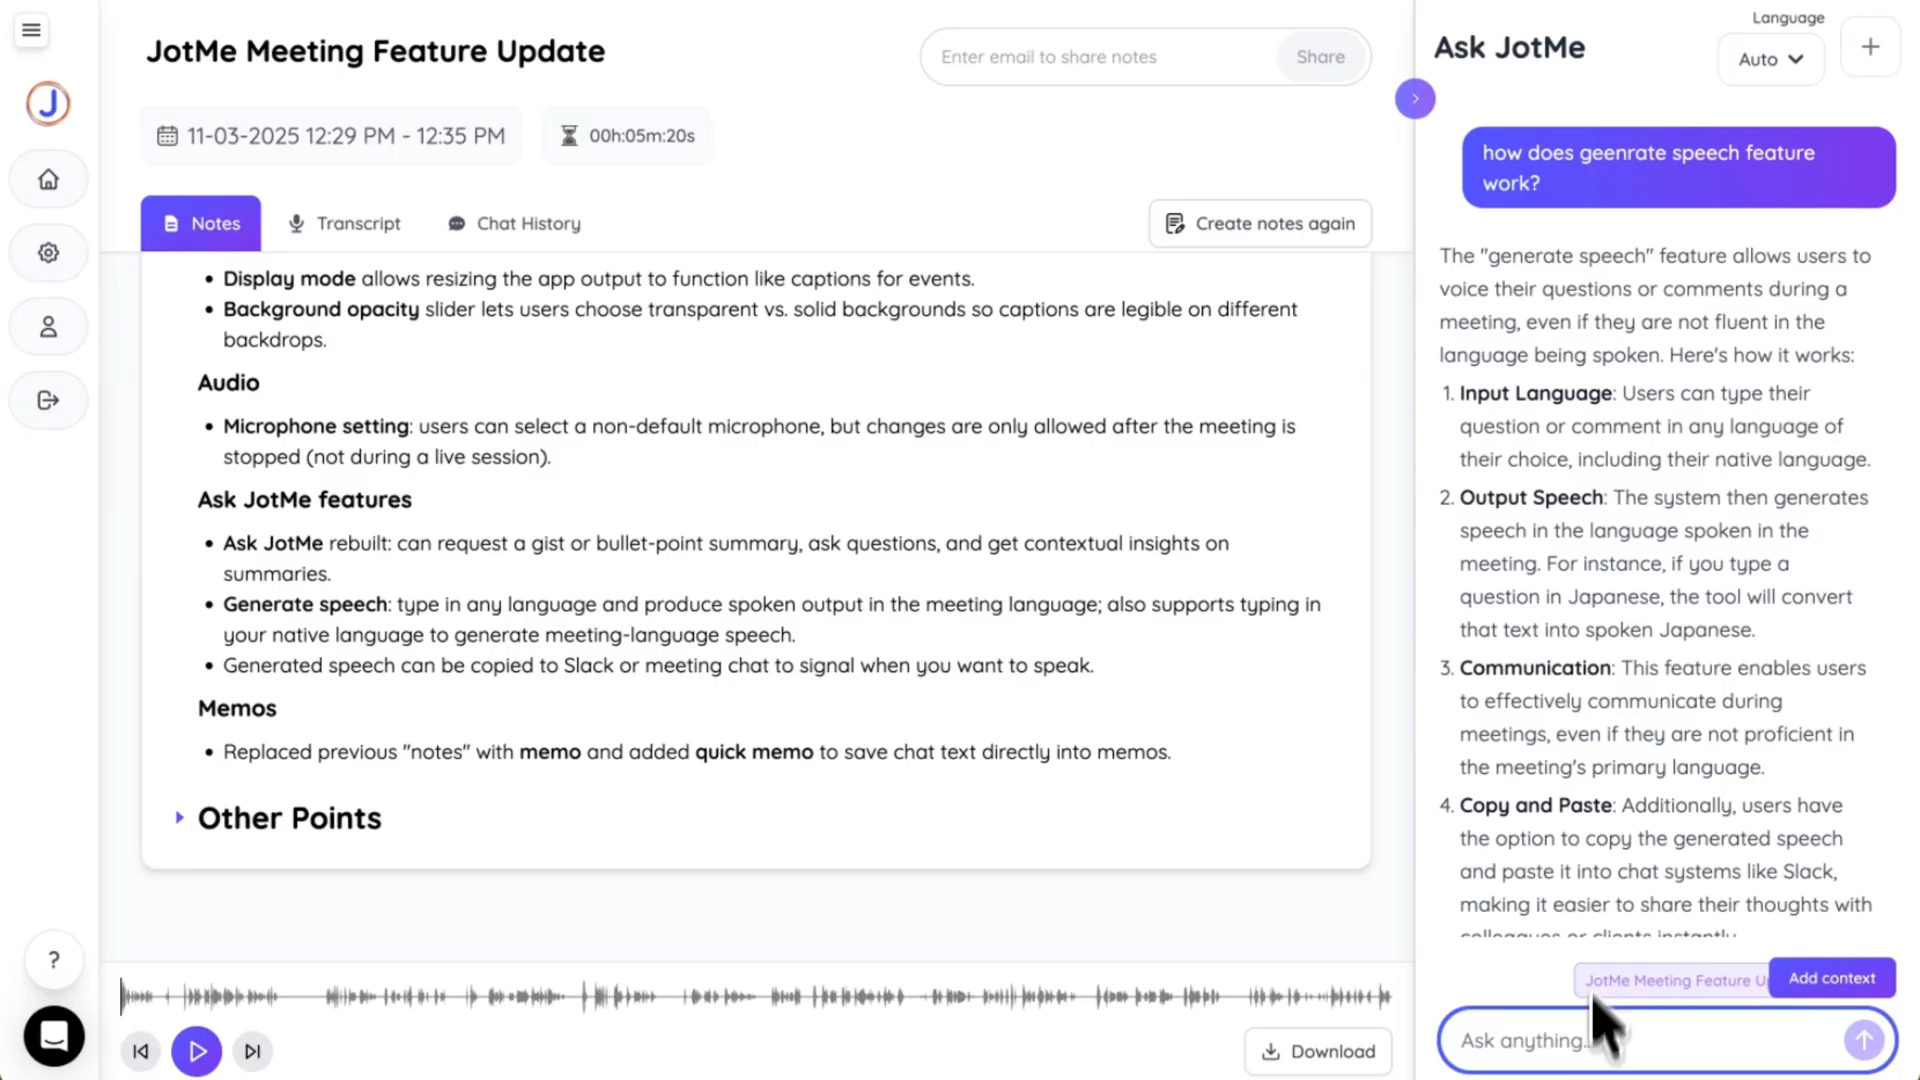 JotMe Meeting Feature Update
Enter email to share notes
Share
11-03-2025 12:29 PM - 12:35 PM
00h:05m:20s
Notes
Transcript
Chat History
Create notes again
• Display mode allows resizing the app output to function like captions for events.
• Background opacity slider lets users choose transparent vs. solid backgrounds so captions are legible on different
backdrops.
Audio
• Microphone setting: users can select a non-default microphone, but changes are only allowed after the meeting is
stopped (not during a live session).
Ask JotMe features
• Ask JotMe rebuilt: can request a gist or bullet-point summary, ask questions, and get contextual insights on
summaries.
• Generate speech: type in any language and produce spoken output in the meeting language; also supports typing in
your native language to generate meeting-language speech.
• Generated speech can be copied to Slack or meeting chat to signal when you want to speak.
Memos
• Replaced previous "notes" with memo and added quick memo to save chat text directly into memos.
Other Points
Download
?
J
Language
Ask JotMe
Auto
how does geenrate speech feature
work?
The "generate speech" feature allows users to
voice their questions or comments during a
meeting, even if they are not fluent in the
language being spoken. Here's how it works:
1. Input Language: Users can type their
question or comment in any language of
their choice, including their native language.
2. Output Speech: The system then generates
speech in the language spoken in the
meeting. For instance, if you type a
question in Japanese, the tool will convert
that text into spoken Japanese.
3. Communication: This feature enables users
to effectively communicate during
meetings, even if they are not proficient in
the meeting's primary language.
4. Copy and Paste: Additionally, users have
the option to copy the generated speech
and paste it into chat systems like Slack,
making it easier to share their thoughts with
colleagues or clients instantly.
JotMe Meeting Feature U
Add context
Ask anything..